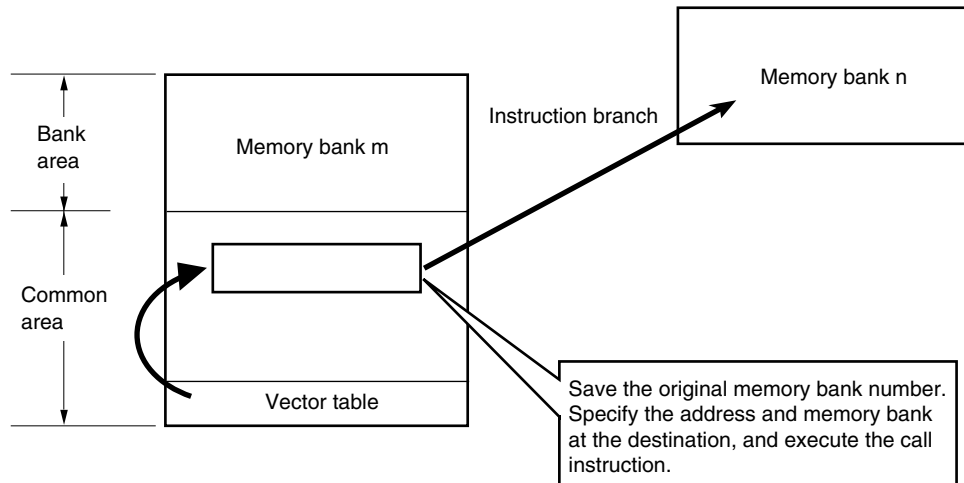 Memory bank n
Instruction branch
Bank
area
Memory bank m
Common
area
Vector table
Save the original memory bank number.
Specify the address and memory bank
at the destination, and execute the call
instruction.